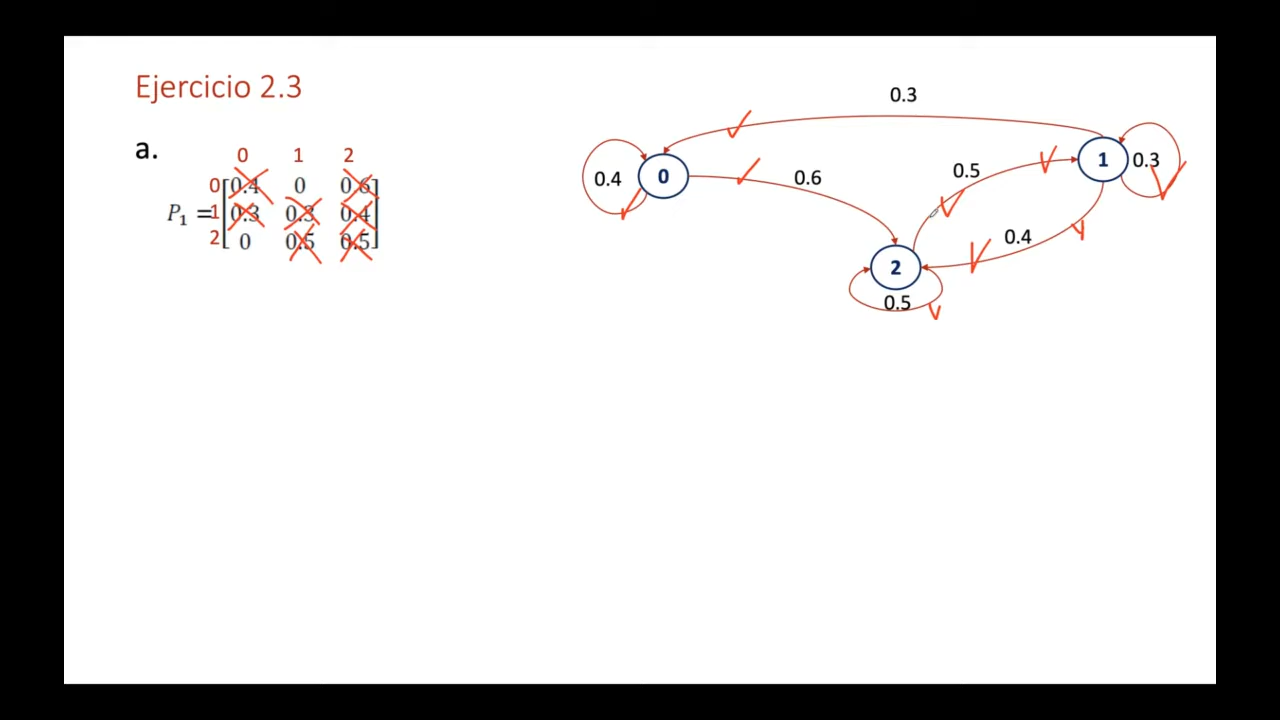 Ejercicio 2.3
a.
0 1 2
0 0.4 0 0.6
P₁ = 1 0.3 0.3 0.4
2 0 0.5 0.5
0.3
0.4 0 0.6 0.5 1 0.3
0.4
2
0.5